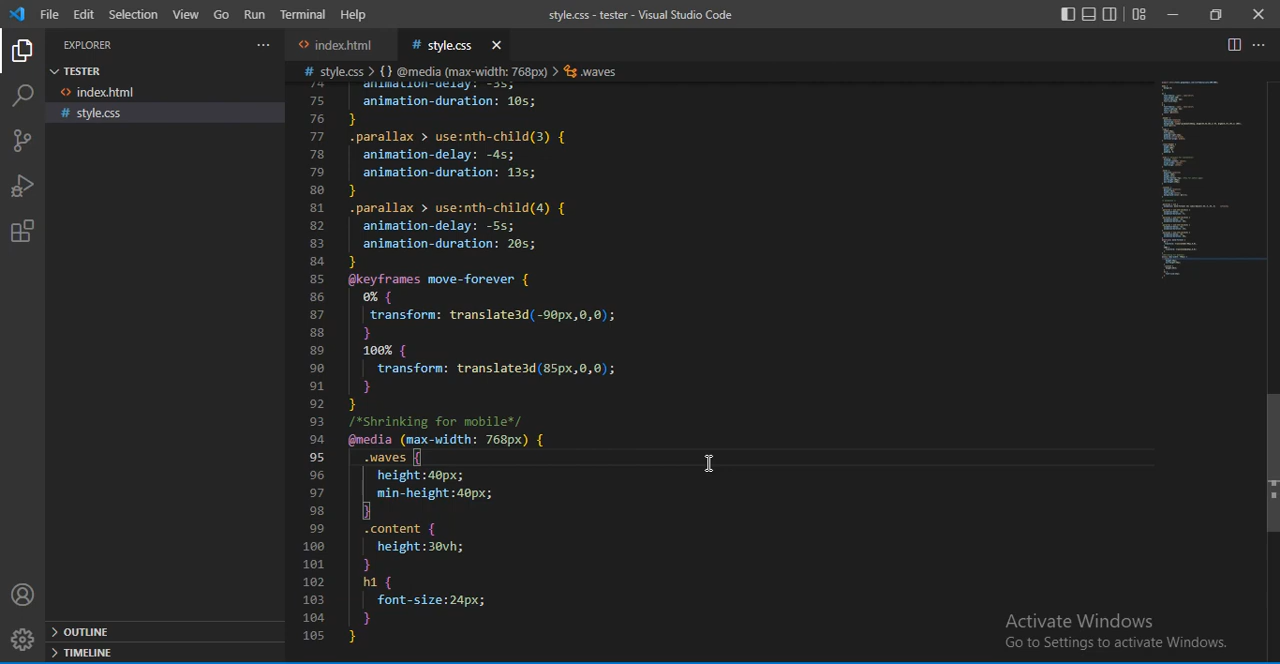 File Edit Selection View Go Run Terminal Help
style.css - tester - Visual Studio Code
EXPLORER
index.html
# style.css
TESTER
# style.css > {} @media (max-width: 768px) > .waves
<> index.html
# style.css
74 animation-delay: -3s;
75 animation-duration: 10s;
76 }
77 .parallax > use:nth-child(3) {
78 animation-delay: -4s;
79 animation-duration: 13s;
80 }
81 .parallax > use:nth-child(4) {
82 animation-delay: -5s;
83 animation-duration: 20s;
84 }
85 @keyframes move-forever {
86 0% {
87 transform: translate3d(-90px,0,0);
88 }
89 100% {
90 transform: translate3d(85px,0,0);
91 }
92 }
93 /*Shrinking for mobile*/
94 @media (max-width: 768px) {
95 .waves {
96 height:40px;
97 min-height:40px;
98 }
99 .content {
100 height:30vh;
101 }
102 h1 {
103 font-size:24px;
104 }
105 }
OUTLINE
TIMELINE
Activate Windows
Go to Settings to activate Windows.